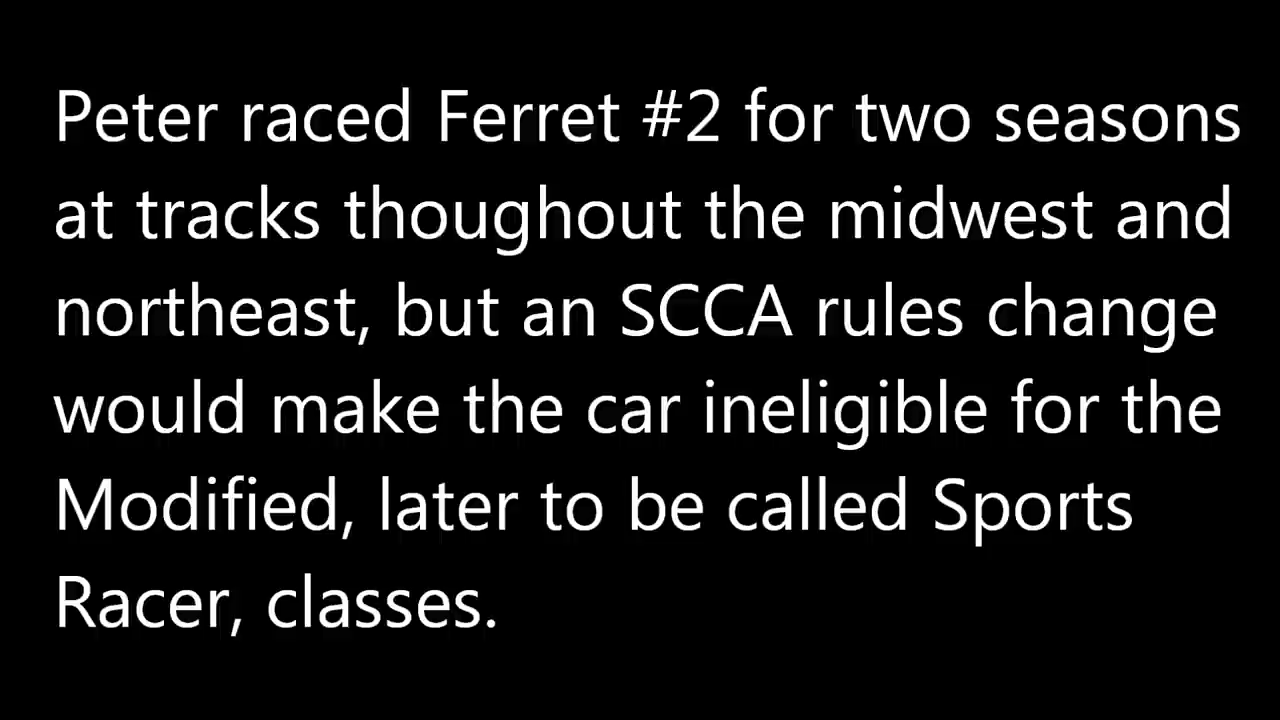 Peter raced Ferret #2 for two seasons
at tracks thoughout the midwest and
northeast, but an SCCA rules change
would make the car ineligible for the
Modified, later to be called Sports
Racer, classes.